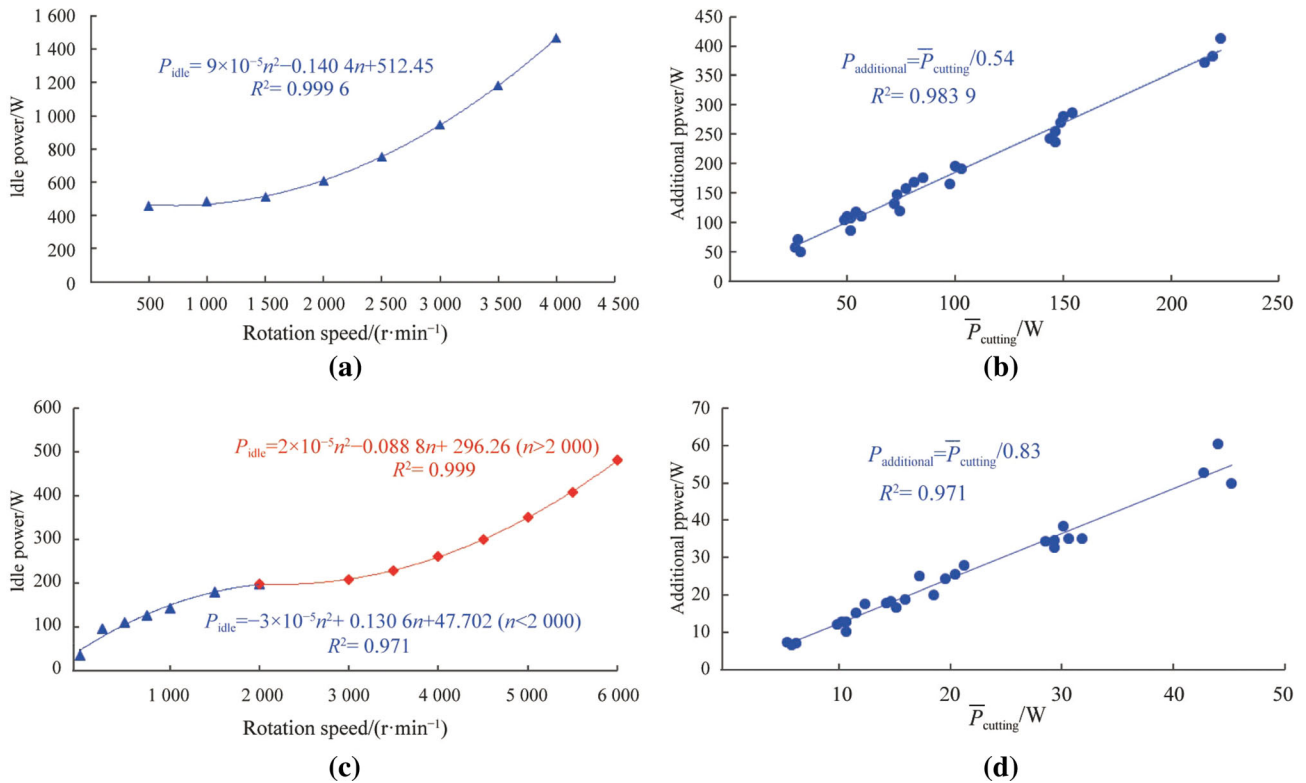 1 600
1 400
1 200
1 000
800
600
400
200
0
Idle power/W
P_idle= 9×10⁻⁵n²−0.140 4n+512.45
R²= 0.999 6
500 1 000 1 500 2 000 2 500 3 000 3 500 4 000 4 500
Rotation speed/(r·min⁻¹)
(a)
450
400
350
300
250
200
150
100
50
0
Additional ppwer/W
P_additional=P̅_cutting/0.54
R²= 0.983 9
50 100 150 200 250
P̅_cutting/W
(b)
600
500
400
300
200
100
0
Idle power/W
P_idle=2×10⁻⁵n²−0.088 8n+ 296.26 (n>2 000)
R²= 0.999
P_idle=−3×10⁻⁵n²+ 0.130 6n+47.702 (n<2 000)
R²= 0.971
1 000 2 000 3 000 4 000 5 000 6 000
Rotation speed/(r·min⁻¹)
(c)
70
60
50
40
30
20
10
0
Additional ppwer/W
P_additional=P̅_cutting/0.83
R²= 0.971
10 20 30 40 50
P̅_cutting/W
(d)